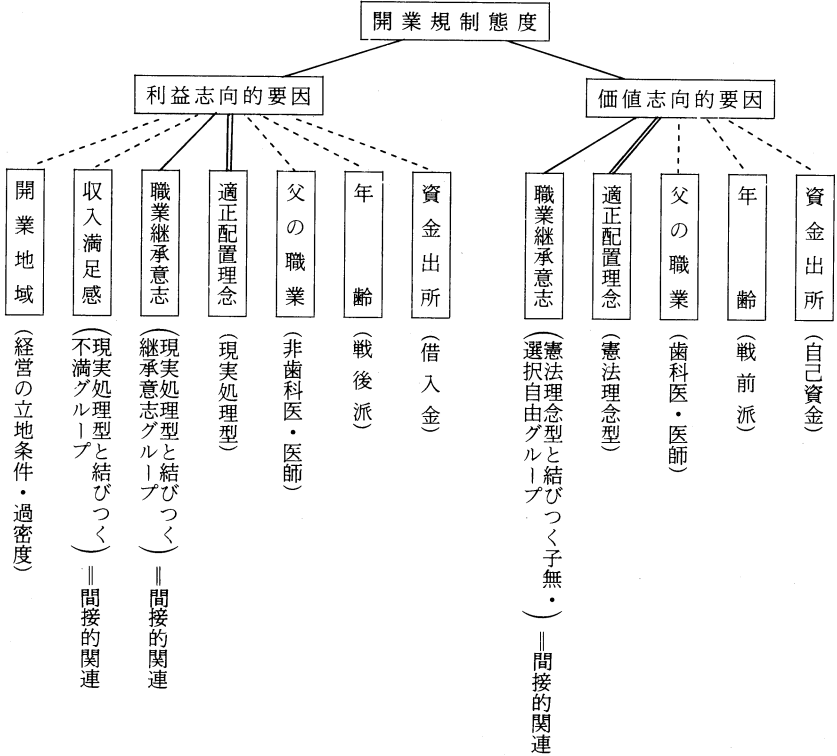 開業規制態度
利益志向的要因
価値志向的要因
開業地域
(経営の立地条件・過密度)
収入満足感
(現実処理型と結びつく
不満グループ)
＝間接的関連
職業継承意志
(現実処理型と結びつく
継承意志グループ)
＝間接的関連
適正配置理念
(現実処理型)
父の職業
(非歯科医・医師)
年齢
(戦後派)
資金出所
(借入金)
職業継承意志
(憲法理念型と結びつく子無・
選択自由グループ)
＝間接的関連
適正配置理念
(憲法理念型)
父の職業
(歯科医・医師)
年齢
(戦前派)
資金出所
(自己資金)